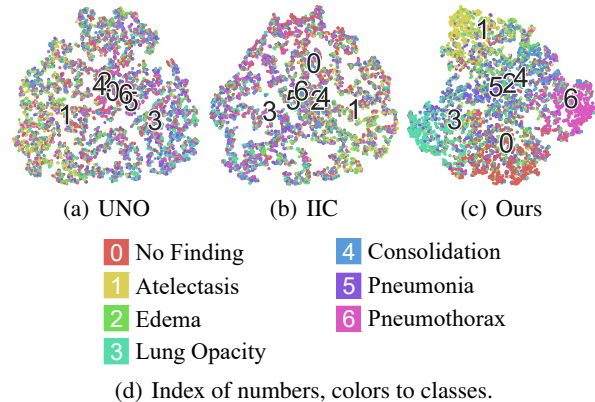 4 2 0 6 5 1 3
0 6 5 2 4 3 1
1 4 5 2 6 3 0
(a) UNO (b) IIC (c) Ours
0 No Finding 4 Consolidation
1 Atelectasis 5 Pneumonia
2 Edema 6 Pneumothorax
3 Lung Opacity
(d) Index of numbers, colors to classes.